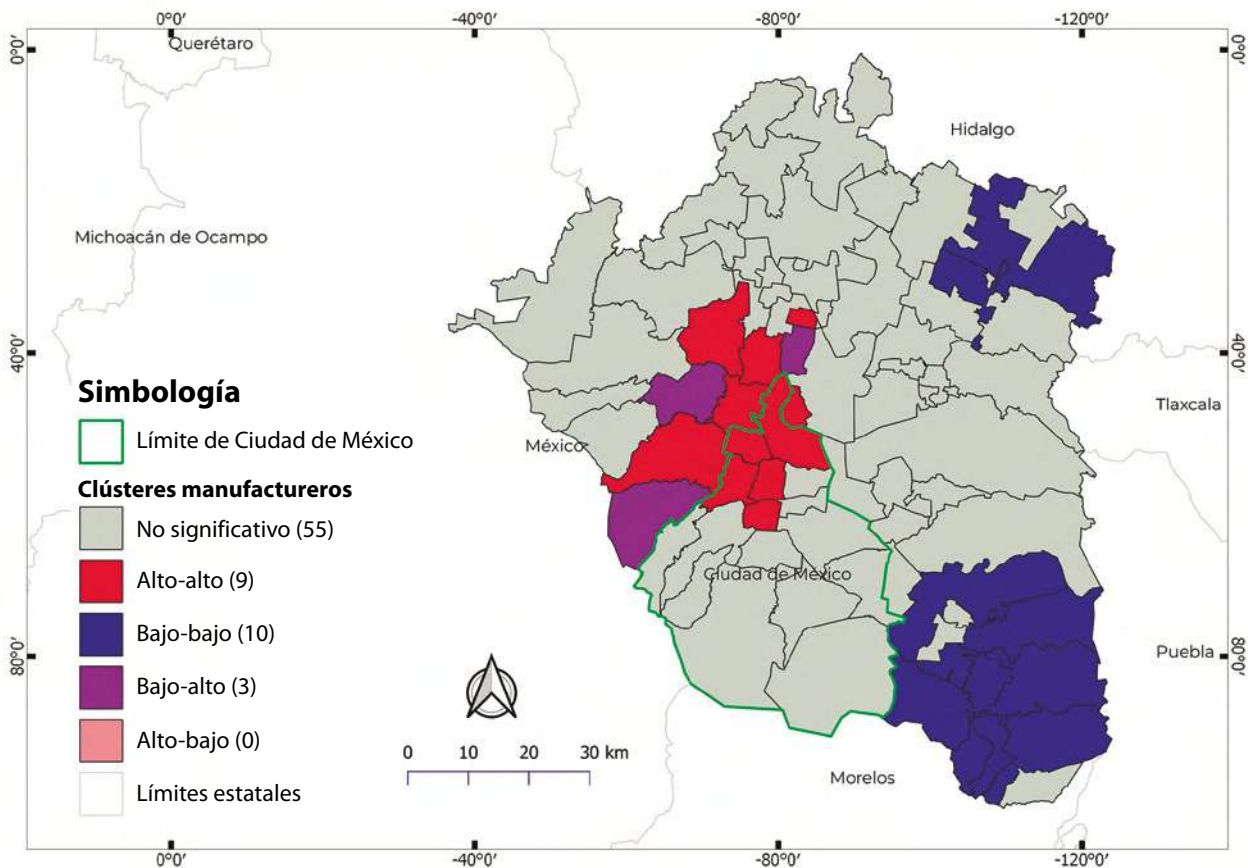 0°0′ -40°0′ -80°0′ -120°0′
0°0′ 0°0′
Querétaro
Hidalgo
Michoacán de Ocampo
40°0′ 40°0′
Tlaxcala
México
Ciudad de México
Puebla
80°0′ 80°0′
Morelos
Simbología
Límite de Ciudad de México
Clústeres manufactureros
No significativo (55)
Alto-alto (9)
Bajo-bajo (10)
Bajo-alto (3)
Alto-bajo (0)
Límites estatales
0 10 20 30 km
0°0′ -40°0′ -80°0′ -120°0′